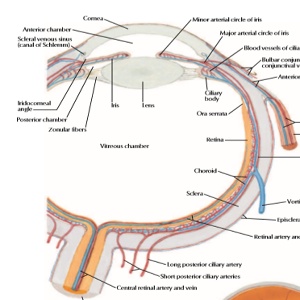 Cornea
Minor arterial circle of iris
Anterior chamber
Major arterial circle of iris
Scleral venous sinus
(canal of Schlemm)
Blood vessels of cilia
Bulbar conjun
conjunctival v
Anterior
Iridocorneal
angle
Iris
Lens
Ciliary
body
Posterior chamber
Ora serrata
Zonular fibers
Retina
Vitreous chamber
Choroid
Sclera
Vorti
Episclera
Retinal artery and
Long posterior ciliary artery
Short posterior ciliary arteries
Central retinal artery and vein